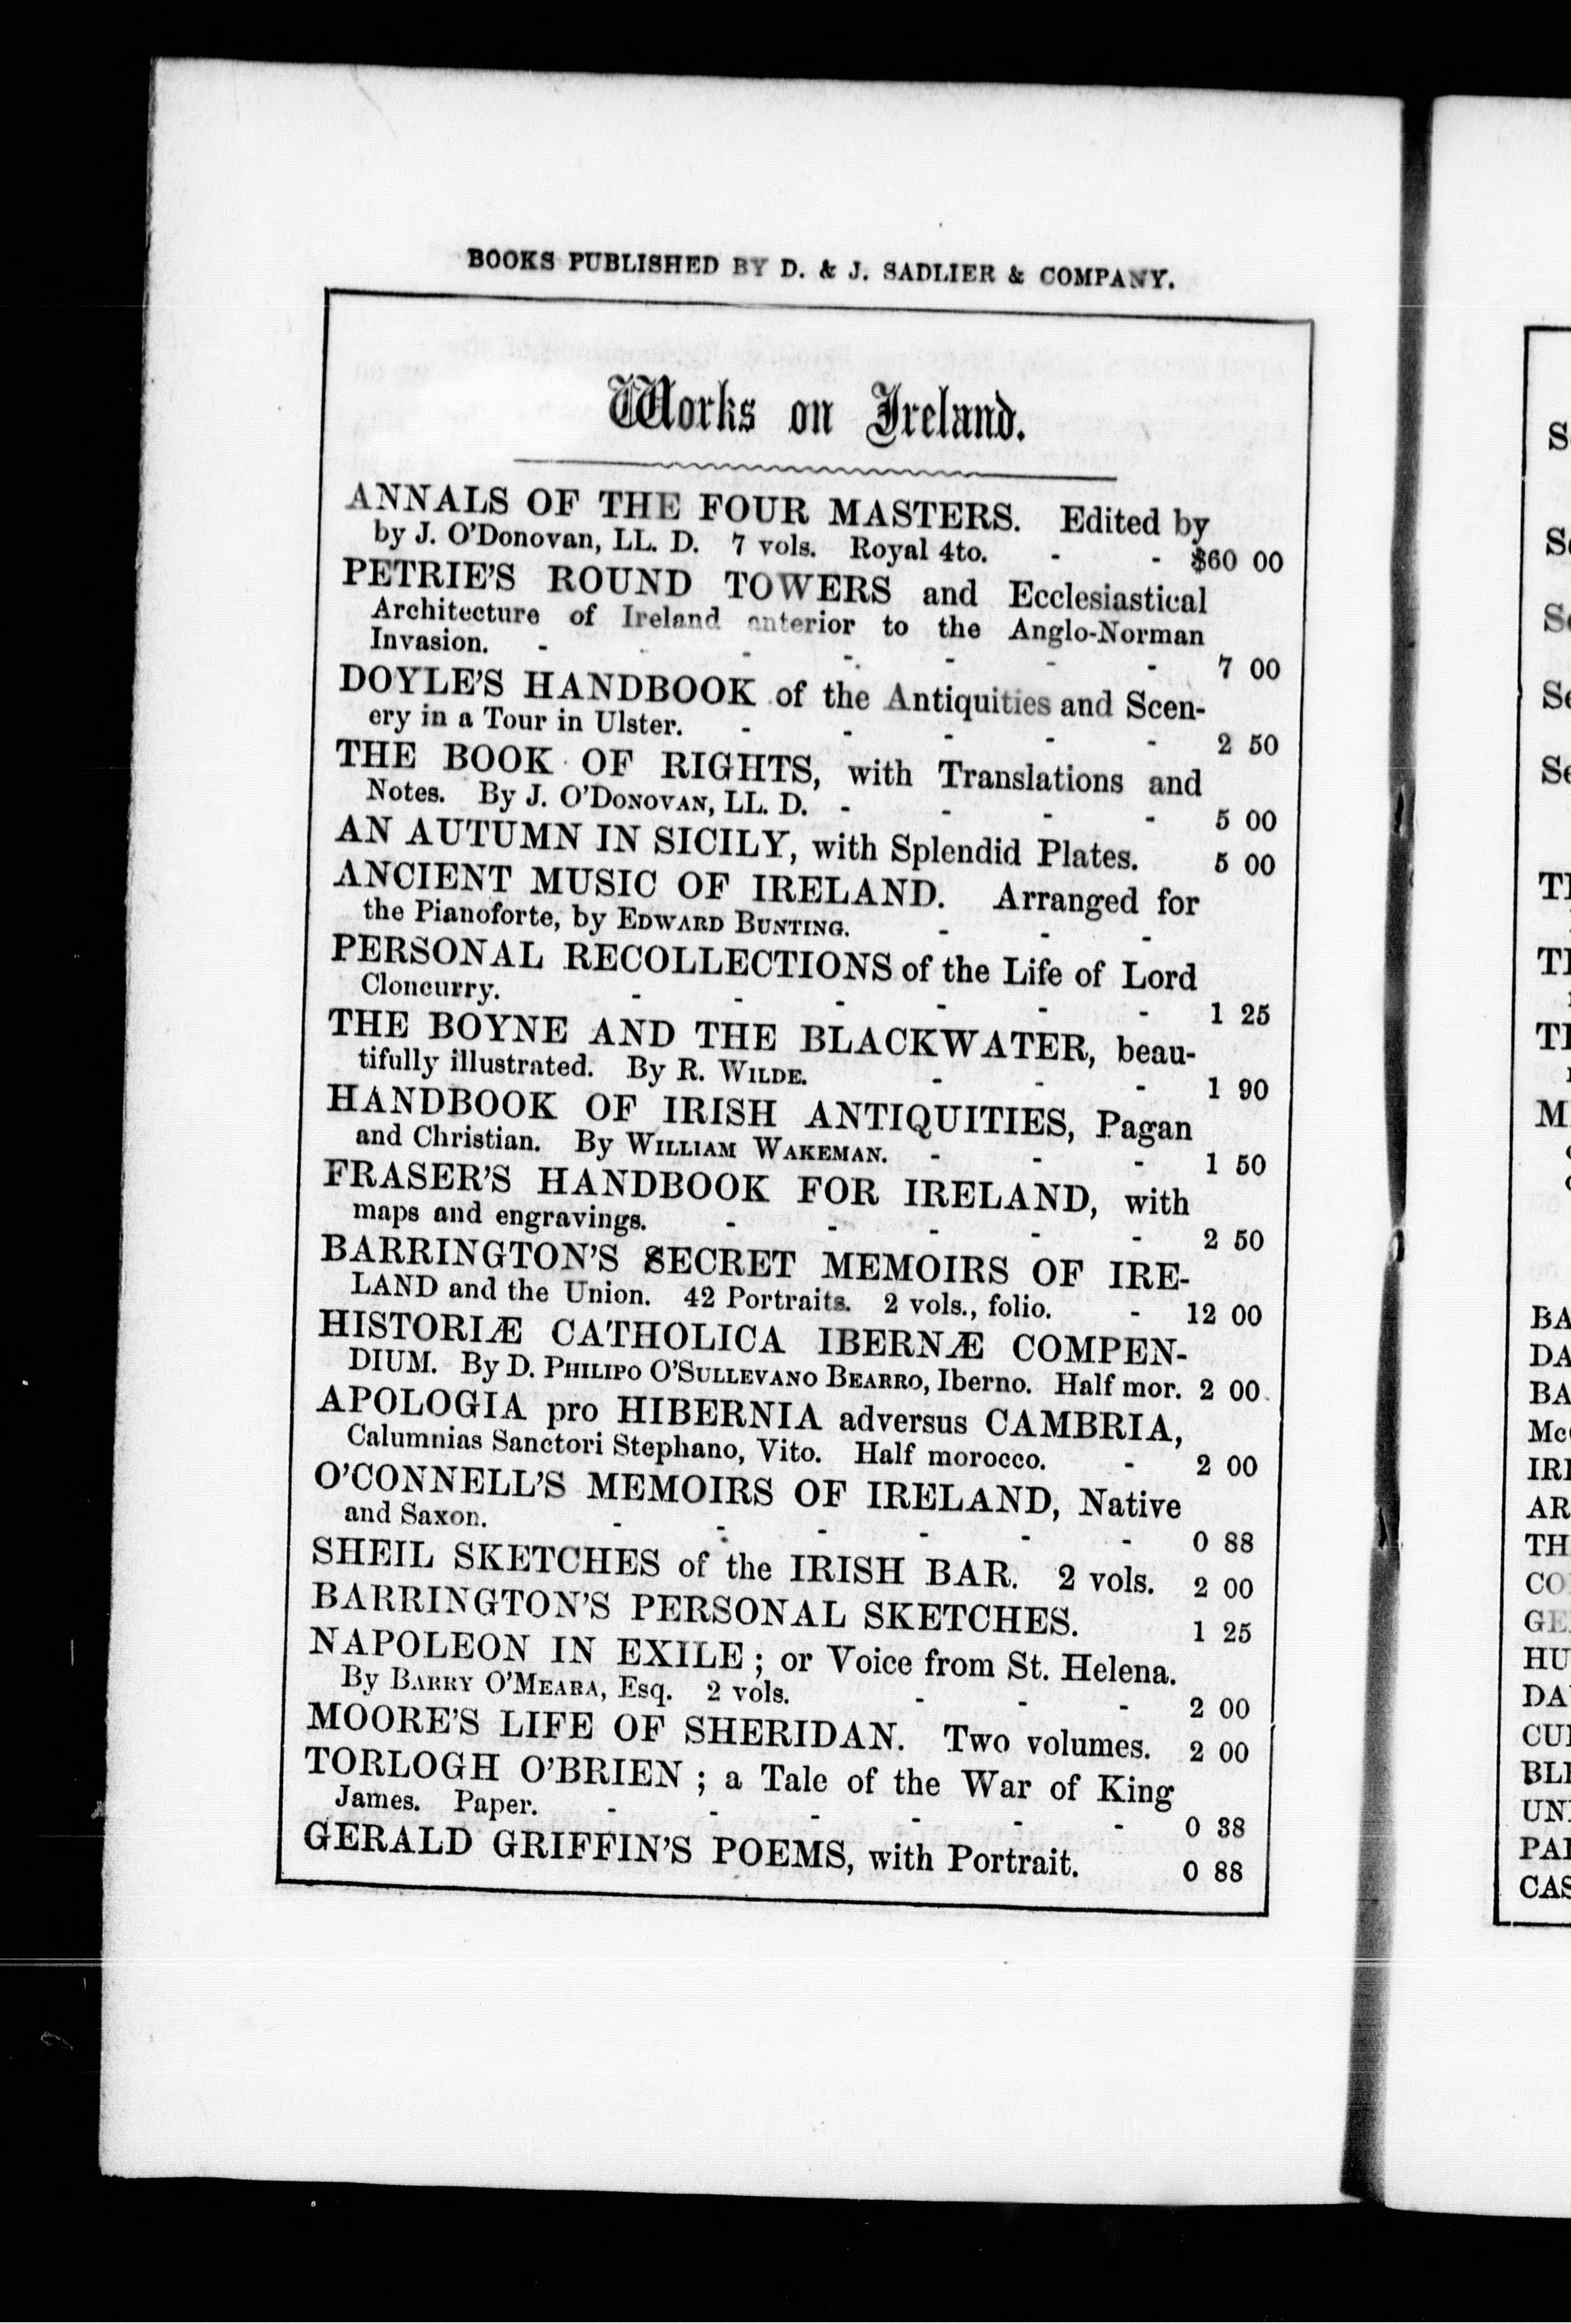 BOOKS PUBLISHED BY D. & J. SADLIER & COMPANY.
Works on Ireland.
ANNALS OF THE FOUR MASTERS. Edited by
by J. O'Donovan, LL. D. 7 vols. Royal 4to. - - $60 00
PETRIE'S ROUND TOWERS and Ecclesiastical
Architecture of Ireland anterior to the Anglo-Norman
Invasion. - - - - - - - 7 00
DOYLE'S HANDBOOK of the Antiquities and Scen-
ery in a Tour in Ulster. - - - - - 2 50
THE BOOK OF RIGHTS, with Translations and
Notes. By J. O'DONOVAN, LL. D. - - - - 5 00
AN AUTUMN IN SICILY, with Splendid Plates. 5 00
ANCIENT MUSIC OF IRELAND. Arranged for
the Pianoforte, by EDWARD BUNTING. - - -
PERSONAL RECOLLECTIONS of the Life of Lord
Cloncurry. - - - - - - 1 25
THE BOYNE AND THE BLACKWATER, beau-
tifully illustrated. By R. WILDE. - - - 1 90
HANDBOOK OF IRISH ANTIQUITIES, Pagan
and Christian. By WILLIAM WAKEMAN. - - - 1 50
FRASER'S HANDBOOK FOR IRELAND, with
maps and engravings. - - - - - 2 50
BARRINGTON'S SECRET MEMOIRS OF IRE-
LAND and the Union. 42 Portraits. 2 vols., folio. - 12 00
HISTORIÆ CATHOLICA IBERNÆ COMPEN-
DIUM. By D. PHILIPO O'SULLEVANO BEARRO, Iberno. Half mor. 2 00
APOLOGIA pro HIBERNIA adversus CAMBRIA,
Calumnias Sanctori Stephano, Vito. Half morocco. - 2 00
O'CONNELL'S MEMOIRS OF IRELAND, Native
and Saxon. - - - - - - 0 88
SHEIL SKETCHES of the IRISH BAR. 2 vols. 2 00
BARRINGTON'S PERSONAL SKETCHES. 1 25
NAPOLEON IN EXILE ; or Voice from St. Helena.
By BARRY O'MEARA, Esq. 2 vols. - - - 2 00
MOORE'S LIFE OF SHERIDAN. Two volumes. 2 00
TORLOGH O'BRIEN ; a Tale of the War of King
James. Paper. - - - - - - 0 38
GERALD GRIFFIN'S POEMS, with Portrait. 0 88